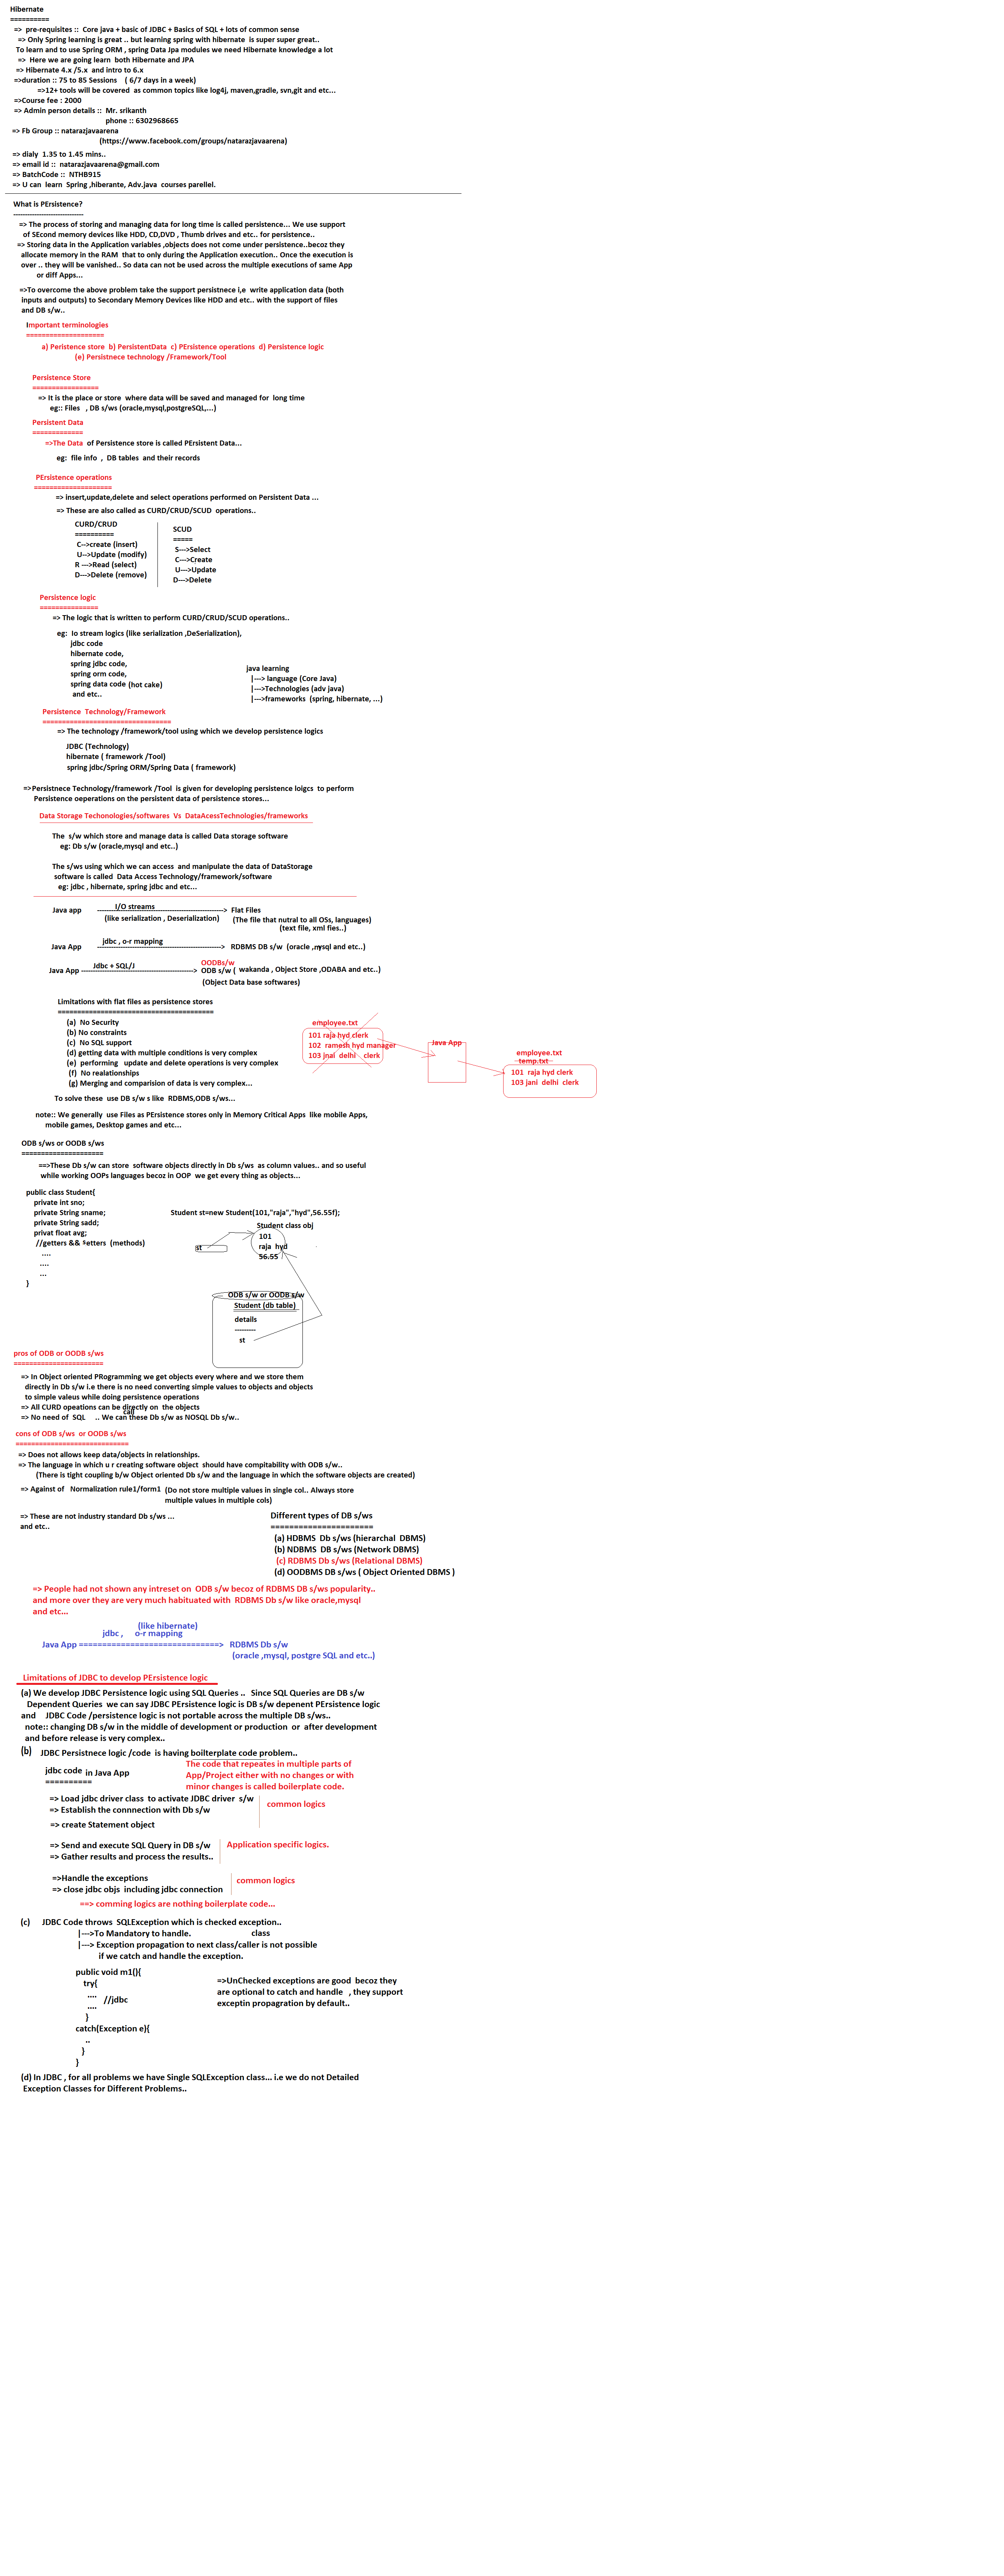 Hibernate
==========
=> pre-requisites :: Core java + basic of JDBC + Basics of SQL + lots of common sense
=> Only Spring learning is great .. but learning spring with hibernate is super super great..
To learn and to use Spring ORM , spring Data Jpa modules we need Hibernate knowledge a lot
=> Here we are going learn both Hibernate and JPA
=> Hibernate 4.x /5.x and intro to 6.x
=>duration :: 75 to 85 Sessions ( 6/7 days in a week)
=>12+ tools will be covered as common topics like log4j, maven,gradle, svn,git and etc...
=>Course fee : 2000
=> Admin person details :: Mr. srikanth
phone :: 6302968665
=> Fb Group :: natarazjavaarena
(https://www.facebook.com/groups/natarazjavaarena)
=> dialy 1.35 to 1.45 mins..
=> email id :: natarazjavaarena@gmail.com
=> BatchCode :: NTHB915
=> U can learn Spring ,hiberante, Adv.java courses parellel.
What is PErsistence?
-----------------------------
=> The process of storing and managing data for long time is called persistence... We use support
of SEcond memory devices like HDD, CD,DVD , Thumb drives and etc.. for persistence..
=> Storing data in the Application variables ,objects does not come under persistence..becoz they
allocate memory in the RAM that to only during the Application execution.. Once the execution is
over .. they will be vanished.. So data can not be used across the multiple executions of same App
or diff Apps...
=>To overcome the above problem take the support persistnece i,e write application data (both
inputs and outputs) to Secondary Memory Devices like HDD and etc.. with the support of files
and DB s/w..
Important terminologies
====================
a) Peristence store b) PersistentData c) PErsistence operations d) Persistence logic
(e) Persistnece technology /Framework/Tool
Persistence Store
=================
=> It is the place or store where data will be saved and managed for long time
eg:: Files , DB s/ws (oracle,mysql,postgreSQL,...)
Persistent Data
=============
=>The Data of Persistence store is called PErsistent Data...
eg: file info , DB tables and their records
PErsistence operations
====================
=> insert,update,delete and select operations performed on Persistent Data ...
=> These are also called as CURD/CRUD/SCUD operations..
CURD/CRUD
==========
C-->create (insert)
U-->Update (modify)
R --->Read (select)
D--->Delete (remove)
SCUD
=====
S--->Select
C--->Create
U--->Update
D--->Delete
Persistence logic
===============
=> The logic that is written to perform CURD/CRUD/SCUD operations..
eg: Io stream logics (like serialization ,DeSerialization),
jdbc code
hibernate code,
spring jdbc code,
spring orm code,
spring data code (hot cake)
and etc..
java learning
|---> language (Core Java)
|--->Technologies (adv java)
|--->frameworks (spring, hibernate, ...)
Persistence Technology/Framework
=================================
=> The technology /framework/tool using which we develop persistence logics
JDBC (Technology)
hibernate ( framework /Tool)
spring jdbc/Spring ORM/Spring Data ( framework)
=>Persistnece Technology/framework /Tool is given for developing persistence loigcs to perform
Persistence oeperations on the persistent data of persistence stores...
Data Storage Techonologies/softwares Vs DataAcessTechnologies/frameworks
The s/w which store and manage data is called Data storage software
eg: Db s/w (oracle,mysql and etc..)
The s/ws using which we can access and manipulate the data of DataStorage
software is called Data Access Technology/framework/software
eg: jdbc , hibernate, spring jdbc and etc...
I/O streams
Java app --------------------------------------------------> Flat Files
(like serialization , Deserialization) (The file that nutral to all OSs, languages)
(text file, xml fies..)
jdbc , o-r mapping
Java App --------------------------------------------------> RDBMS DB s/w (oracle ,mysql and etc..)
Jdbc + SQL/J OODBs/w
Java App ----------------------------------------------> ODB s/w ( wakanda , Object Store ,ODABA and etc..)
(Object Data base softwares)
Limitations with flat files as persistence stores
========================================
(a) No Security
(b) No constraints
(c) No SQL support
(d) getting data with multiple conditions is very complex
(e) performing update and delete operations is very complex
(f) No realationships
(g) Merging and comparision of data is very complex...
employee.txt
101 raja hyd clerk
102 ramesh hyd manager
103 jnai delhi clerk
Java App
employee.txt
temp.txt
101 raja hyd clerk
103 jani delhi clerk
To solve these use DB s/w s like RDBMS,ODB s/ws...
note:: We generally use Files as PErsistence stores only in Memory Critical Apps like mobile Apps,
mobile games, Desktop games and etc...
ODB s/ws or OODB s/ws
=====================
==>These Db s/w can store software objects directly in Db s/ws as column values.. and so useful
while working OOPs languages becoz in OOP we get every thing as objects...
public class Student{
private int sno;
private String sname;
private String sadd;
privat float avg;
//getters && setters (methods)
....
....
...
}
Student st=new Student(101,"raja","hyd",56.55f);
Student class obj
101
raja hyd
56.55
st
ODB s/w or OODB s/w
Student (db table)
details
---------
st
pros of ODB or OODB s/ws
=======================
=> In Object oriented PRogramming we get objects every where and we store them
directly in Db s/w i.e there is no need converting simple values to objects and objects
to simple valeus while doing persistence operations
=> All CURD opeations can be directly on the objects
call
=> No need of SQL .. We can these Db s/w as NOSQL Db s/w..
cons of ODB s/ws or OODB s/ws
=============================
=> Does not allows keep data/objects in relationships.
=> The language in which u r creating software object should have compitability with ODB s/w..
(There is tight coupling b/w Object oriented Db s/w and the language in which the software objects are created)
=> Against of Normalization rule1/form1 (Do not store multiple values in single col.. Always store
multiple values in multiple cols)
=> These are not industry standard Db s/ws ...
and etc..
Different types of DB s/ws
======================
(a) HDBMS Db s/ws (hierarchal DBMS)
(b) NDBMS DB s/ws (Network DBMS)
(c) RDBMS Db s/ws (Relational DBMS)
(d) OODBMS DB s/ws ( Object Oriented DBMS )
=> People had not shown any intreset on ODB s/w becoz of RDBMS DB s/ws popularity..
and more over they are very much habituated with RDBMS Db s/w like oracle,mysql
and etc...
(like hibernate)
jdbc , o-r mapping
Java App ==============================> RDBMS Db s/w
(oracle ,mysql, postgre SQL and etc..)
Limitations of JDBC to develop PErsistence logic
(a) We develop JDBC Persistence logic using SQL Queries .. Since SQL Queries are DB s/w
Dependent Queries we can say JDBC PErsistence logic is DB s/w depenent PErsistence logic
and JDBC Code /persistence logic is not portable across the multiple DB s/ws..
note:: changing DB s/w in the middle of development or production or after development
and before release is very complex..
(b) JDBC Persistnece logic /code is having boilterplate code problem..
The code that repeates in multiple parts of
App/Project either with no changes or with
minor changes is called boilerplate code.
jdbc code in Java App
==========
=> Load jdbc driver class to activate JDBC driver s/w
=> Establish the connnection with Db s/w
=> create Statement object
common logics
=> Send and execute SQL Query in DB s/w
=> Gather results and process the results..
Application specific logics.
=>Handle the exceptions
=> close jdbc objs including jdbc connection
common logics
==> comming logics are nothing boilerplate code...
(c) JDBC Code throws SQLException which is checked exception..
|--->To Mandatory to handle. class
|---> Exception propagation to next class/caller is not possible
if we catch and handle the exception.
public void m1(){
try{
....
.... //jdbc
}
catch(Exception e){
..
}
}
=>UnChecked exceptions are good becoz they
are optional to catch and handle , they support
exceptin propagration by default..
(d) In JDBC , for all problems we have Single SQLException class... i.e we do not Detailed
Exception Classes for Different Problems..